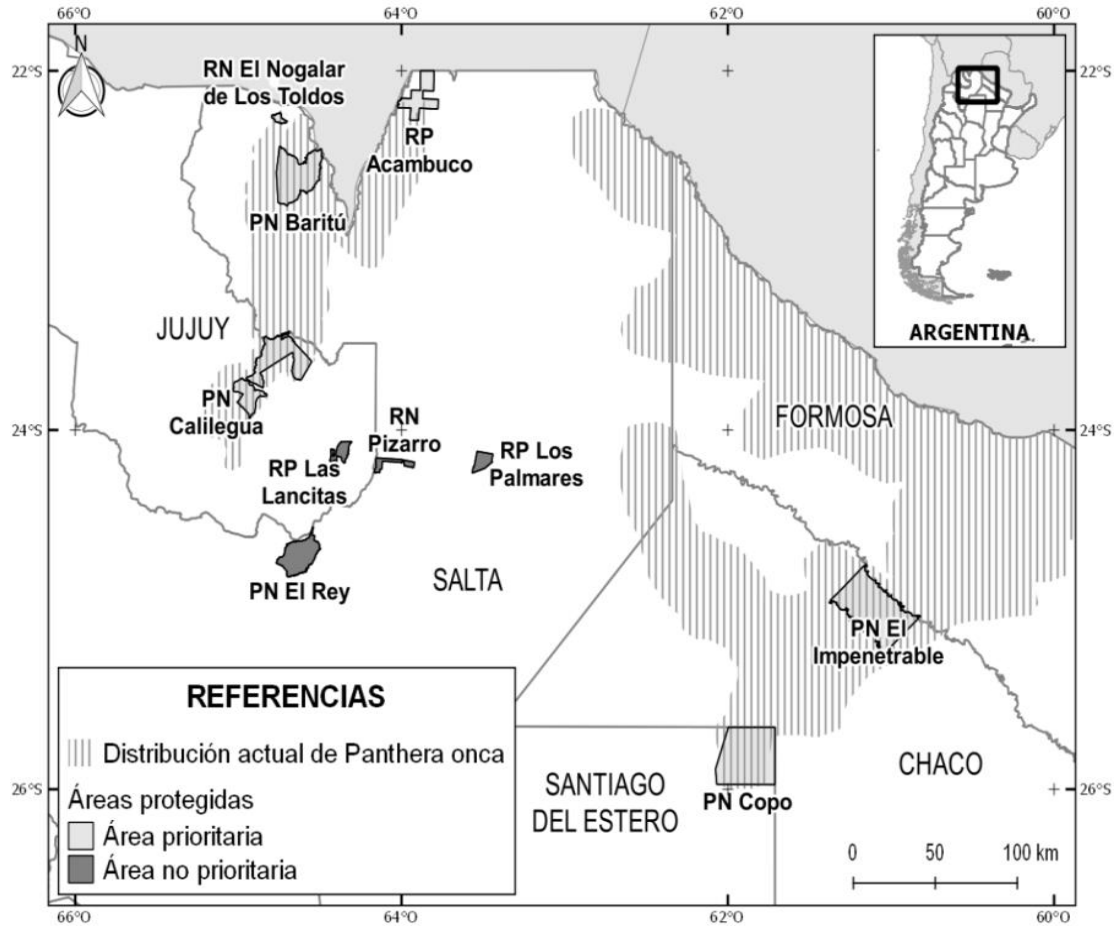 66°O
64°O
62°O
60°O
N
22°S
22°S
RN El Nogalar
de Los Toldos
RP
Acambuco
PN Baritú
ARGENTINA
JUJUY
PN
Calilegua
24°S
24°S
RN
Pizarro
RP Las
Lancitas
RP Los
Palmares
FORMOSA
PN El Rey
SALTA
PN El
Impenetrable
REFERENCIAS
Distribución actual de Panthera onca
Áreas protegidas
Área prioritaria
Área no prioritaria
SANTIAGO
DEL ESTERO
PN Copo
CHACO
26°S
26°S
0 50 100 km
66°O
64°O
62°O
60°O